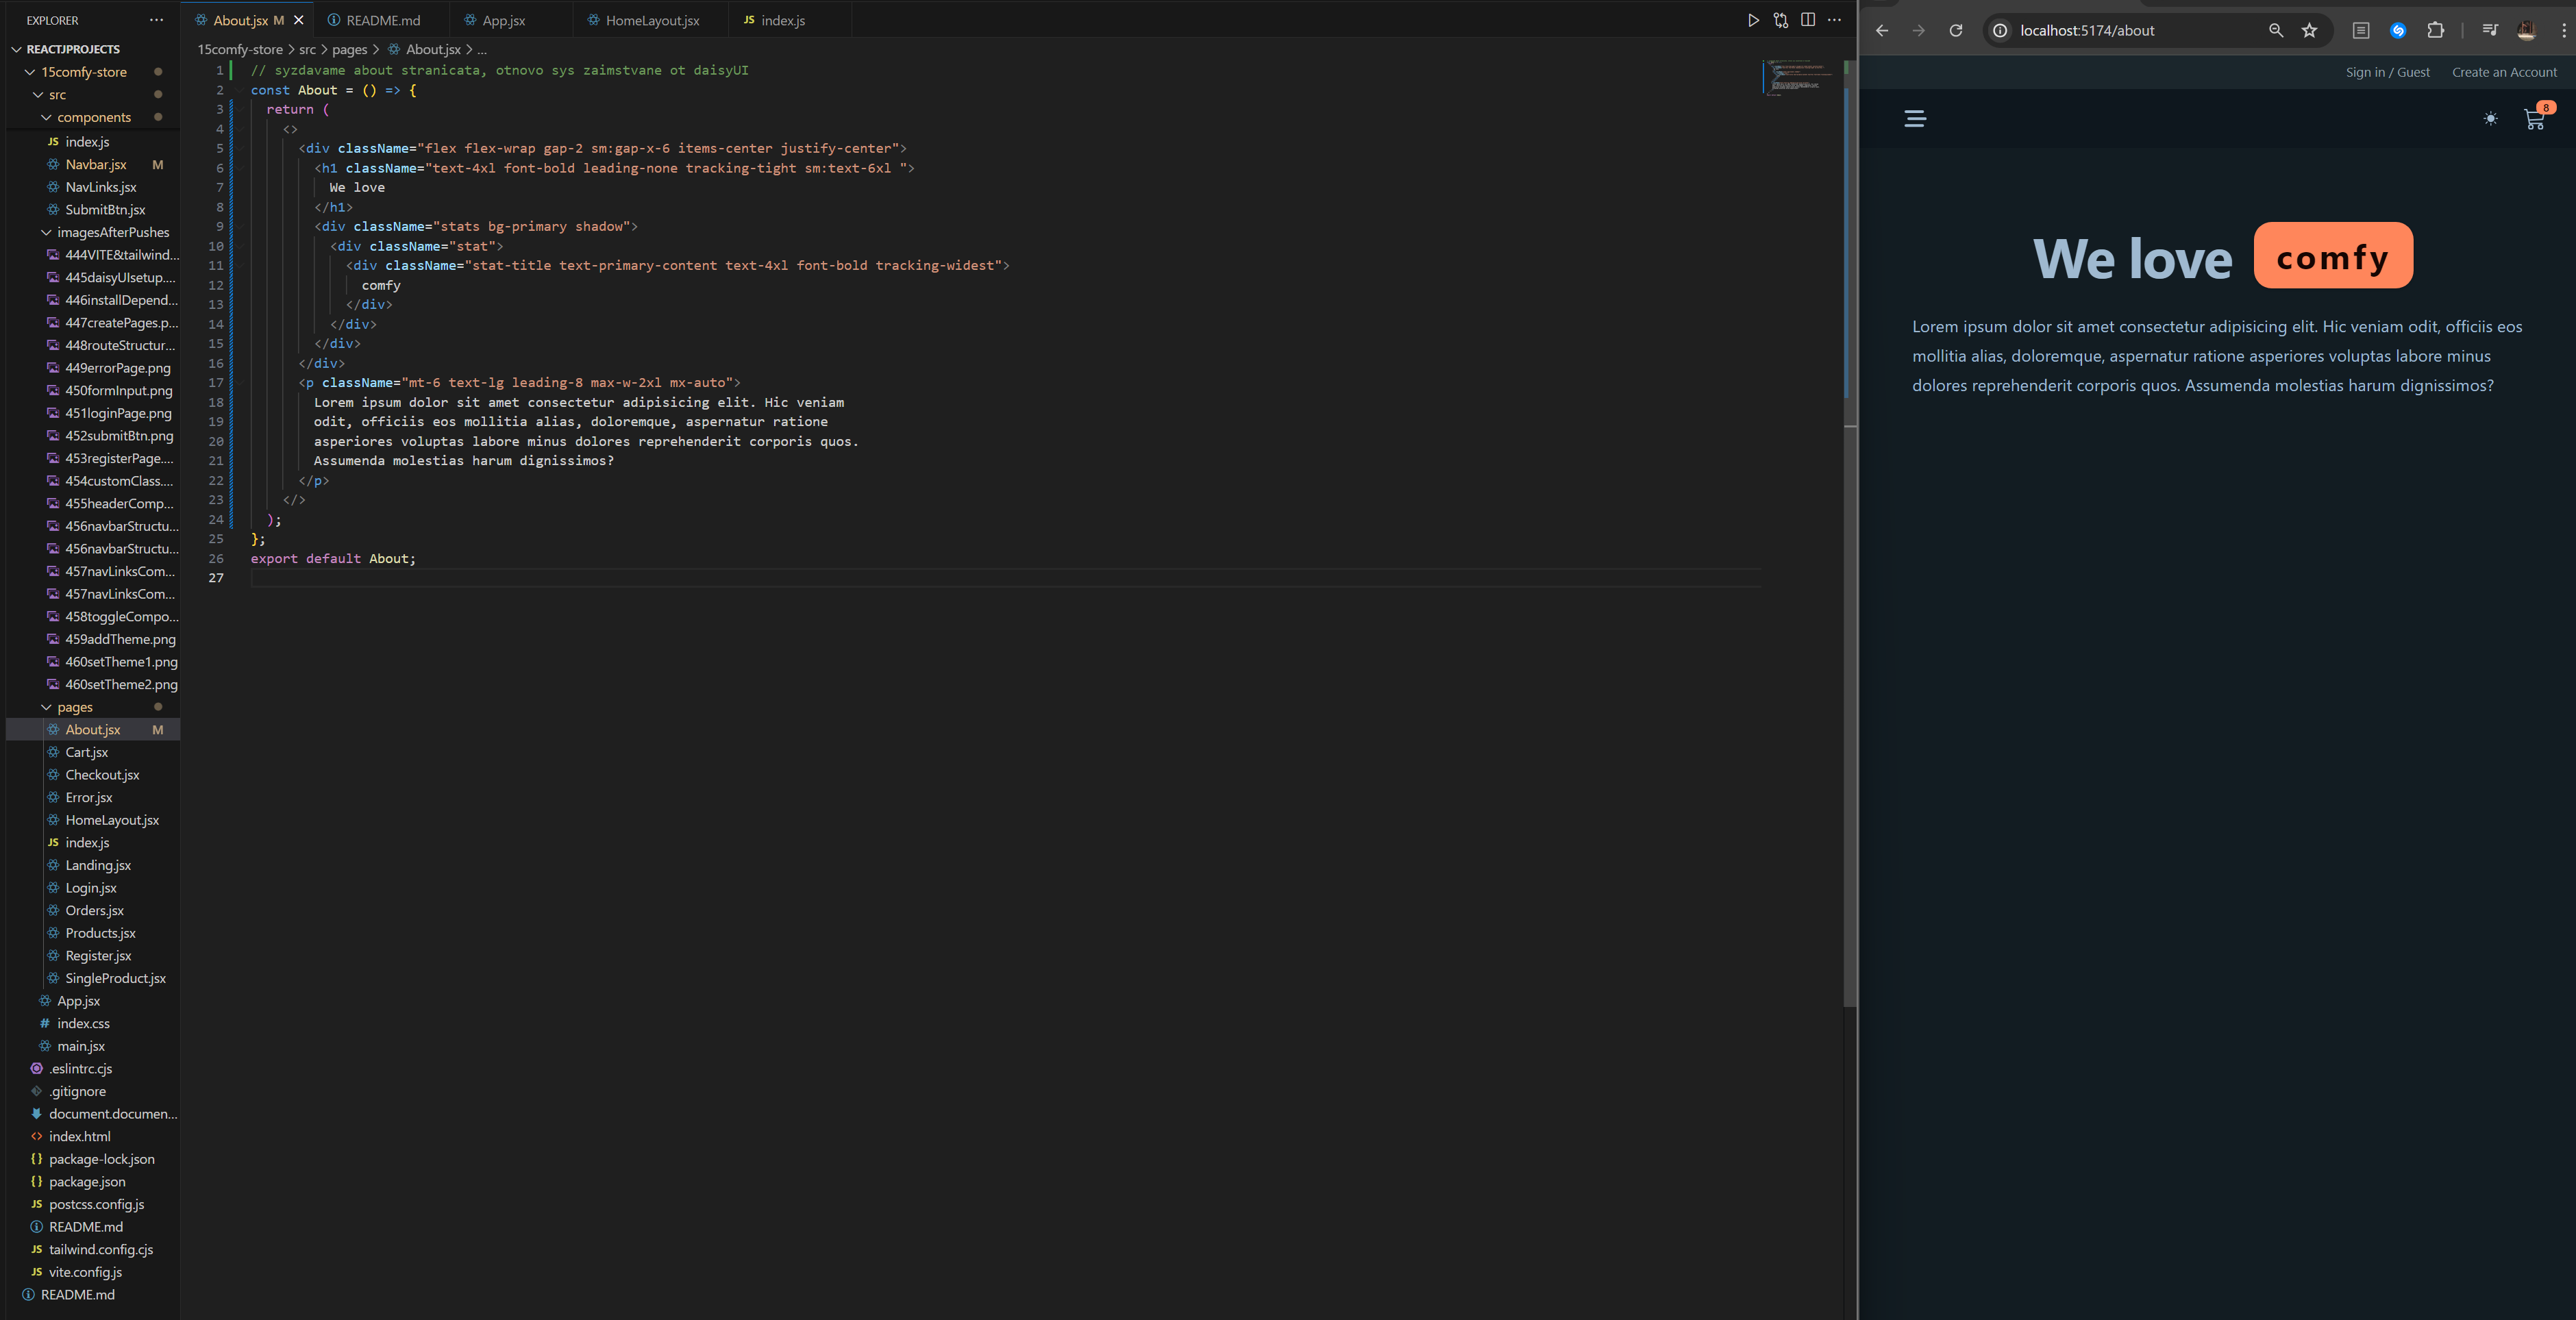 EXPLORER
REACTJPROJECTS
15comfy-store
src
components
index.js
Navbar.jsx M
NavLinks.jsx
SubmitBtn.jsx
imagesAfterPushes
444VITE&tailwind...
445daisyUIsetup....
446installDepend...
447createPages.p...
448routeStructur...
449errorPage.png
450formInput.png
451loginPage.png
452submitBtn.png
453registerPage....
454customClass....
455headerComp...
456navbarStructu...
456navbarStructu...
457navLinksCom...
457navLinksCom...
458toggleCompo...
459addTheme.png
460setTheme1.png
460setTheme2.png
pages
About.jsx M
Cart.jsx
Checkout.jsx
Error.jsx
HomeLayout.jsx
index.js
Landing.jsx
Login.jsx
Orders.jsx
Products.jsx
Register.jsx
SingleProduct.jsx
App.jsx
index.css
main.jsx
.eslintrc.cjs
.gitignore
document.documen...
index.html
package-lock.json
package.json
postcss.config.js
README.md
tailwind.config.cjs
vite.config.js
README.md
About.jsx M README.md App.jsx HomeLayout.jsx index.js
15comfy-store > src > pages > About.jsx > ...
1 // syzdavame about stranicata, otnovo sys zaimstvane ot daisyUI
2 const About = () => {
3 return (
4 <>
5 <div className="flex flex-wrap gap-2 sm:gap-x-6 items-center justify-center">
6 <h1 className="text-4xl font-bold leading-none tracking-tight sm:text-6xl ">
7 We love
8 </h1>
9 <div className="stats bg-primary shadow">
10 <div className="stat">
11 <div className="stat-title text-primary-content text-4xl font-bold tracking-widest">
12 comfy
13 </div>
14 </div>
15 </div>
16 </div>
17 <p className="mt-6 text-lg leading-8 max-w-2xl mx-auto">
18 Lorem ipsum dolor sit amet consectetur adipisicing elit. Hic veniam
19 odit, officiis eos mollitia alias, doloremque, aspernatur ratione
20 asperiores voluptas labore minus dolores reprehenderit corporis quos.
21 Assumenda molestias harum dignissimos?
22 </p>
23 </>
24 );
25 };
26 export default About;
27
localhost:5174/about
Sign in / Guest Create an Account
8
We love comfy
Lorem ipsum dolor sit amet consectetur adipisicing elit. Hic veniam odit, officiis eos
mollitia alias, doloremque, aspernatur ratione asperiores voluptas labore minus
dolores reprehenderit corporis quos. Assumenda molestias harum dignissimos?